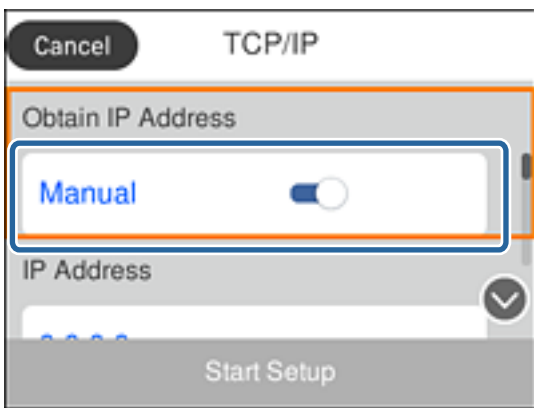 Cancel
TCP/IP
Obtain IP Address
Manual
IP Address
Start Setup